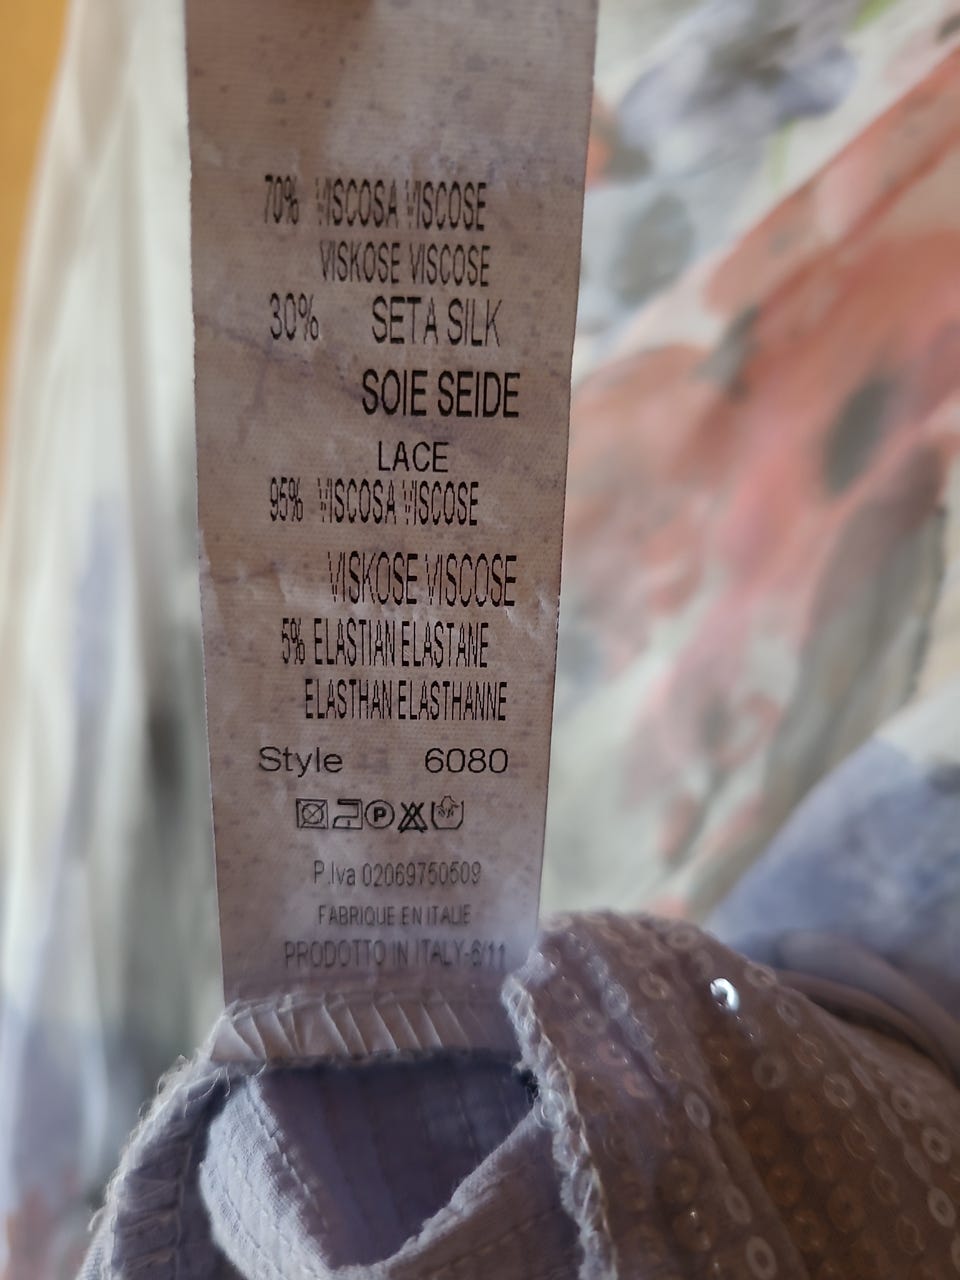 70% VISCOSA VISCOSE
VISKOSE VISCOSE
30% SETA SILK
SOIE SEIDE
LACE
95% VISCOSA VISCOSE
VISKOSE VISCOSE
5% ELASTIAN ELASTANE
ELASTHAN ELASTHANNE
Style 6080
P
P.Iva 02069750509
FABRIQUE EN ITALIE
PRODOTTO IN ITALY-6/11